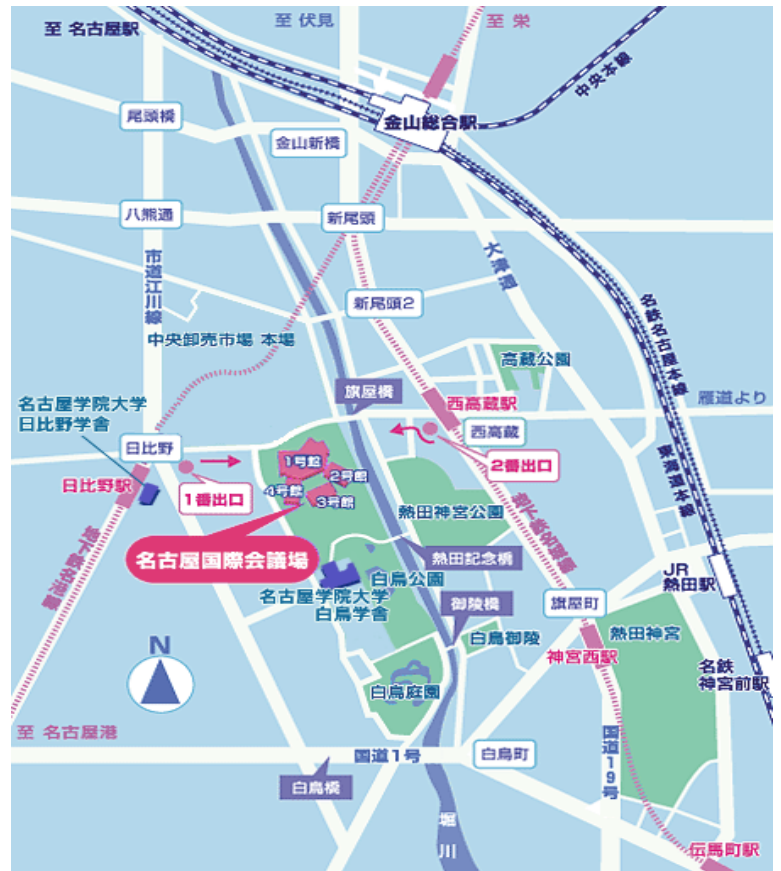 至 名古屋駅
至 伏見
至 栄
中央本線
金山総合駅
尾頭橋
金山新橋
八熊通
新尾頭
市道江川線
大津通
新尾頭2
名鉄名古屋本線
中央卸売市場 本場
高蔵公園
旗屋橋
西高蔵駅
雁道より
名古屋学院大学
日比野学舎
日比野
西高蔵
東海道本線
1号館
2号館
4号館
3号館
日比野駅
1番出口
2番出口
地下鉄名港線
地下鉄名城線
熱田神宮公園
名古屋国際会議場
熱田記念橋
JR
熱田駅
白鳥公園
名古屋学院大学
白鳥学舎
御陵橋
旗屋町
熱田神宮
白鳥御陵
神宮西駅
名鉄
神宮前駅
N
白鳥庭園
至 名古屋港
国道1号
白鳥町
国道19号
白鳥橋
堀川
伝馬町駅